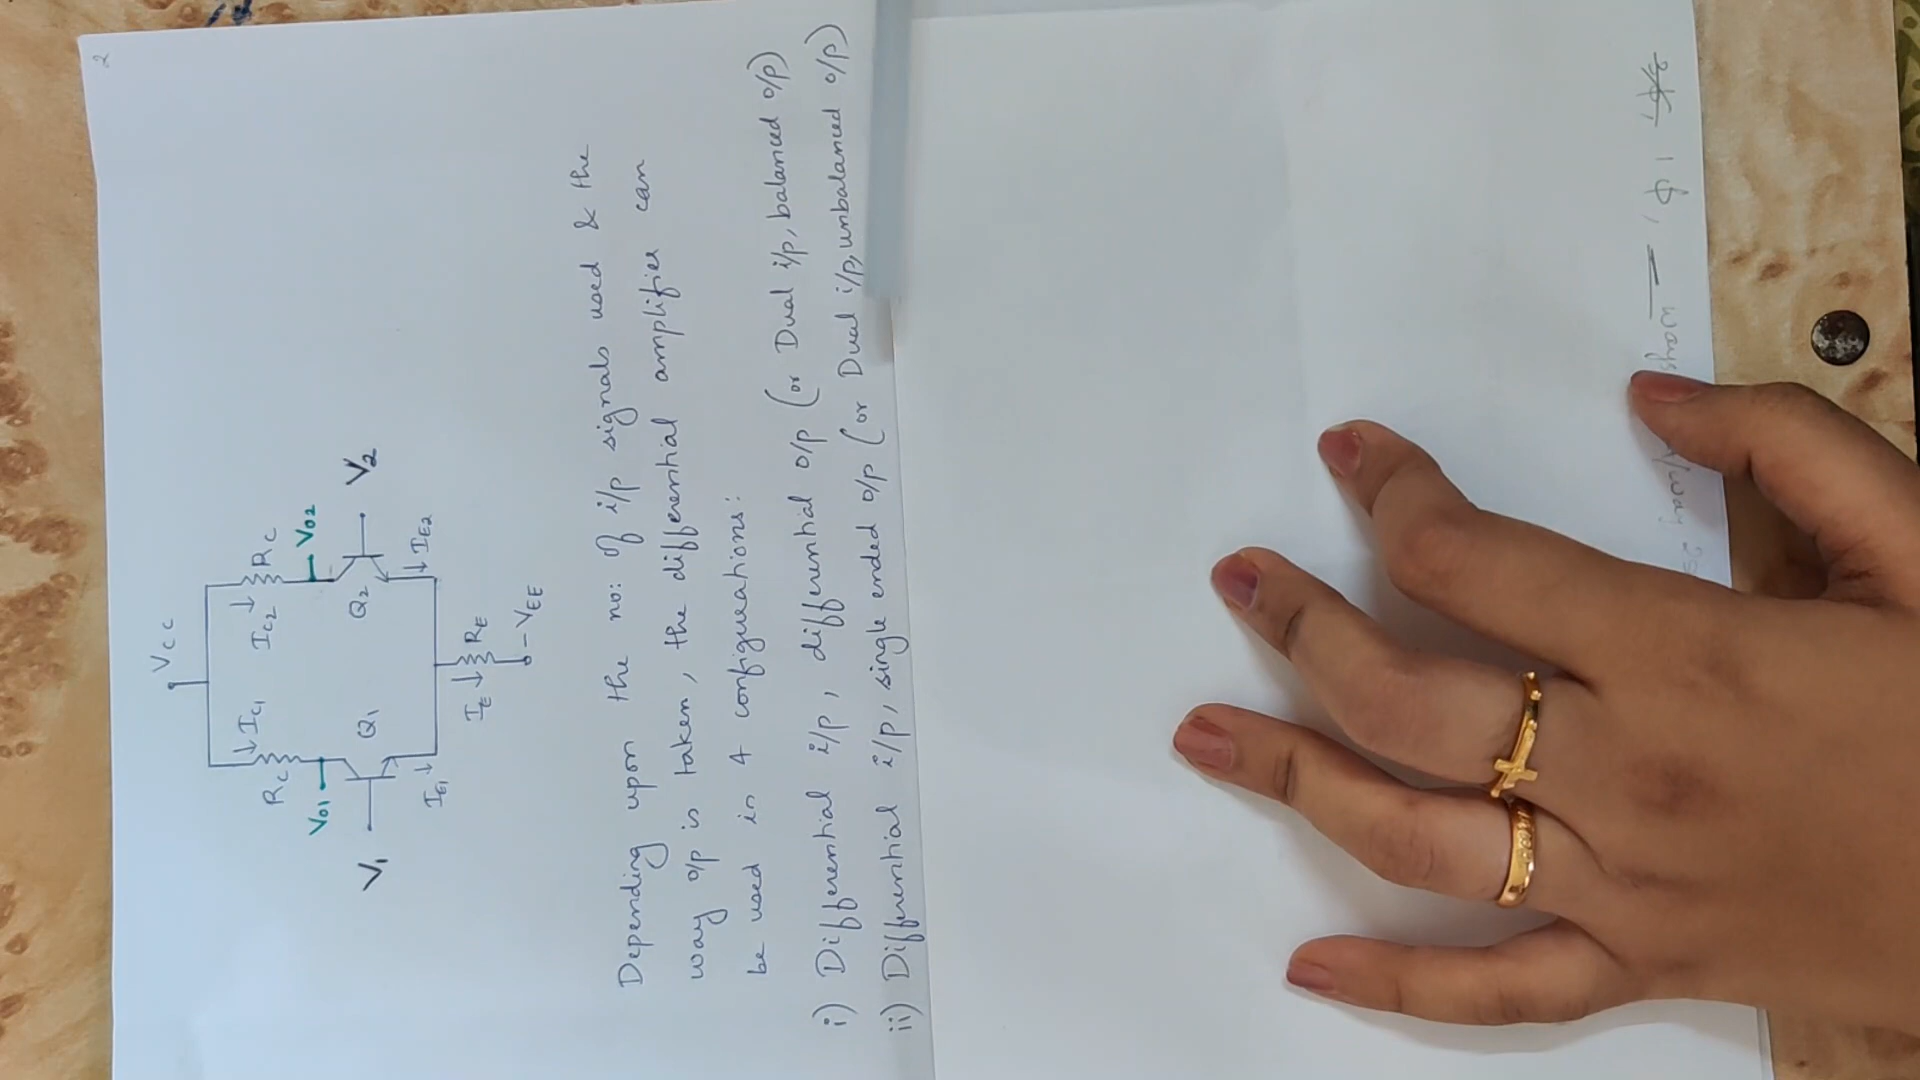 2
Vcc
Rc
IC1
IC2
Rc
Vo1
Vo2
Q1
Q2
V1
V2
IE1
IE2
IE
RE
-VEE
Depending upon the no: of i/p signals used & the
way o/p is taken, the differential amplifier can
be used in 4 configurations:
i) Differential i/p, differential o/p (or Dual i/p, balanced o/p)
ii) Differential i/p, single ended o/p (or Dual i/p, unbalanced o/p)
ways